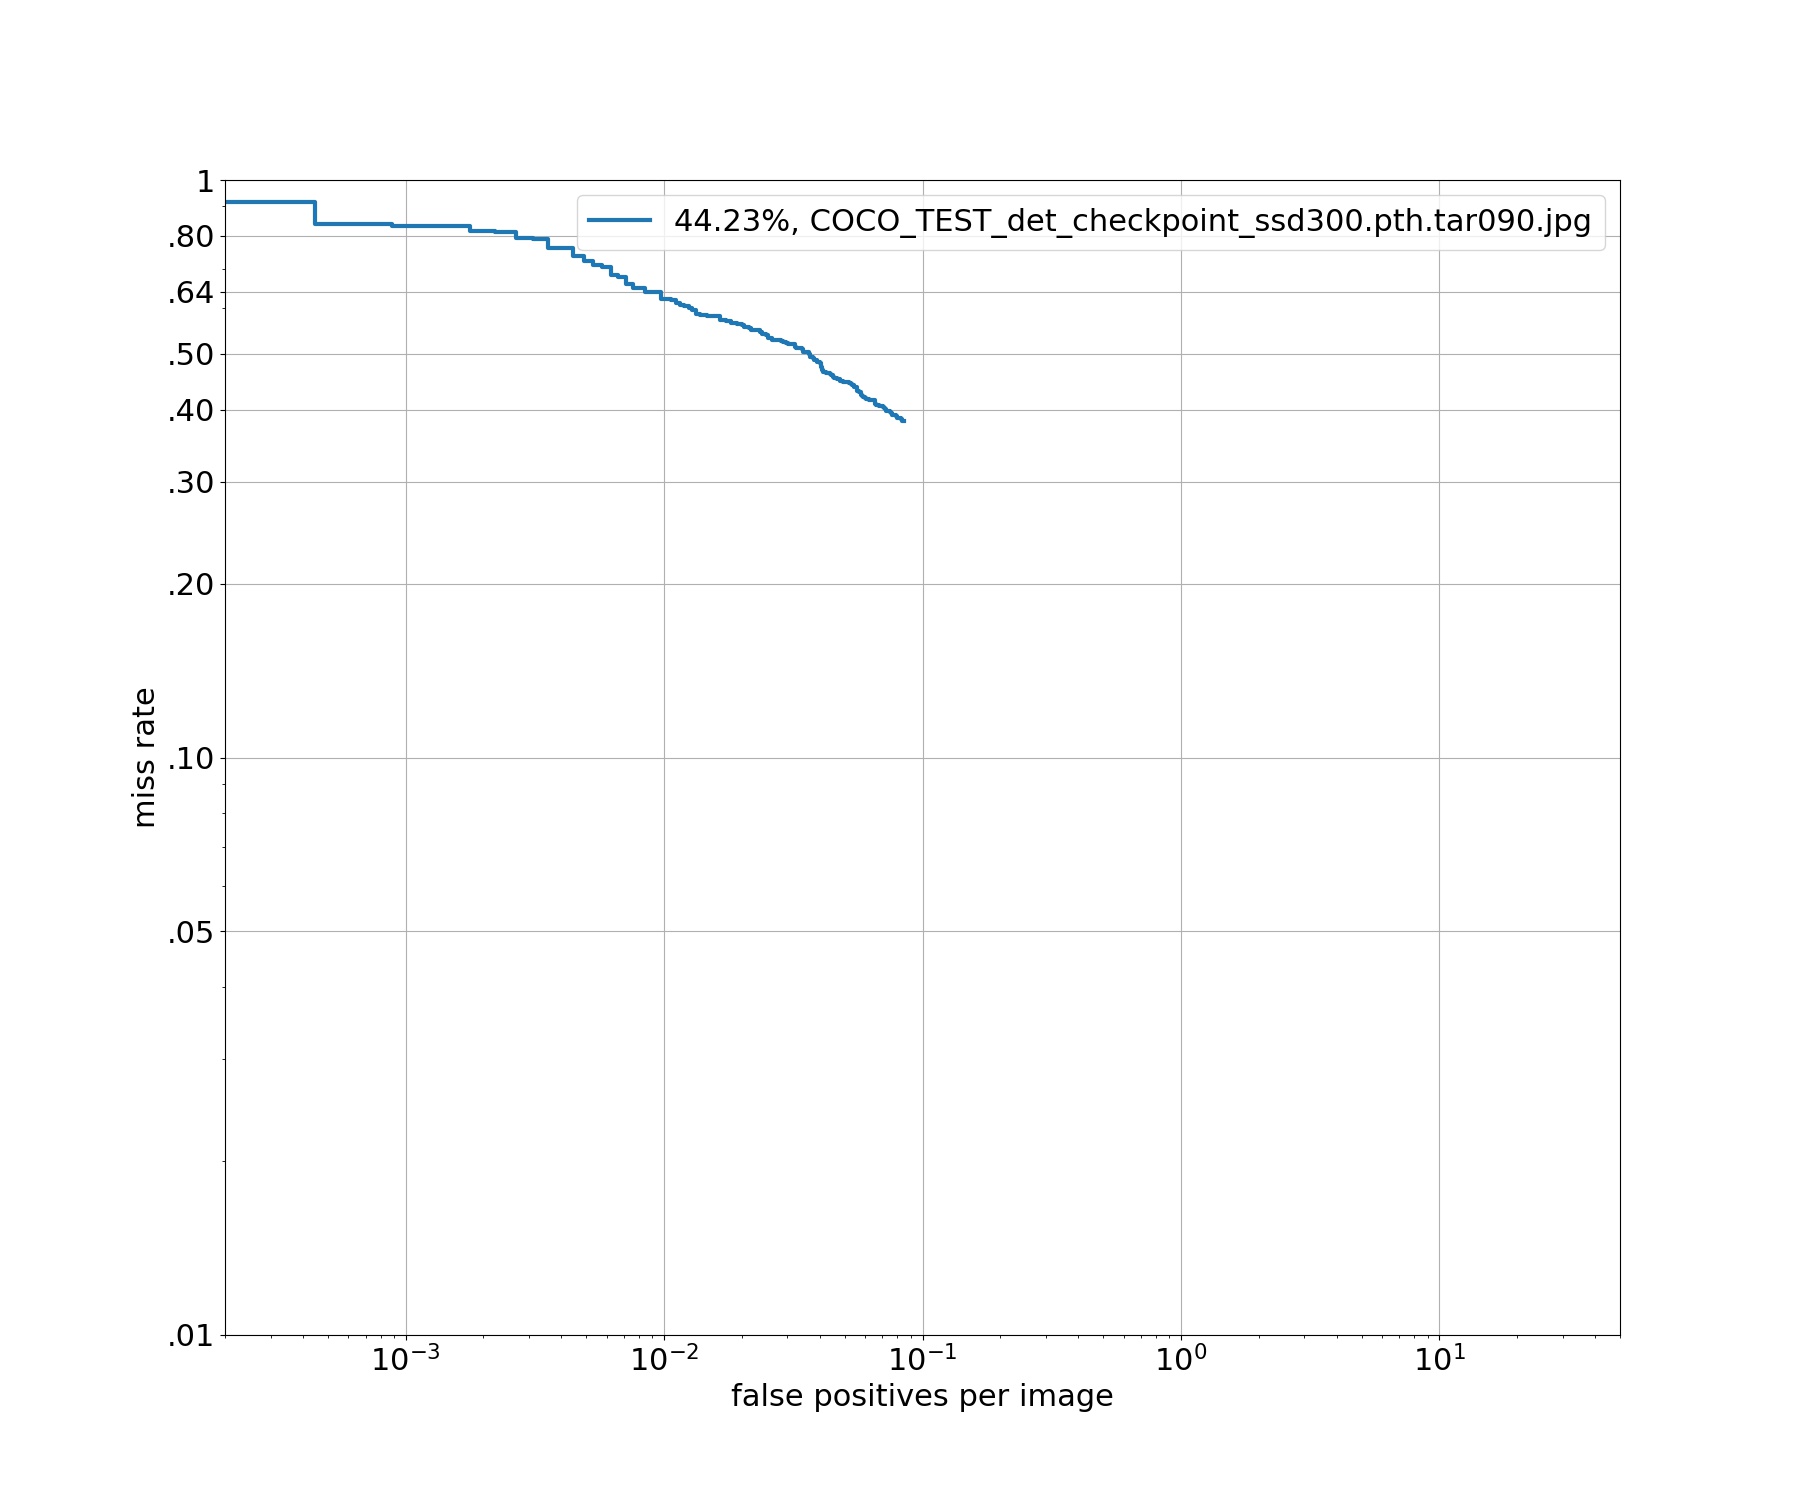 44.23%, COCO_TEST_det_checkpoint_ssd300.pth.tar090.jpg
1
.80
.64
.50
.40
.30
.20
.10
.05
.01
miss rate
10⁻³ 10⁻² 10⁻¹ 10⁰ 10¹
false positives per image